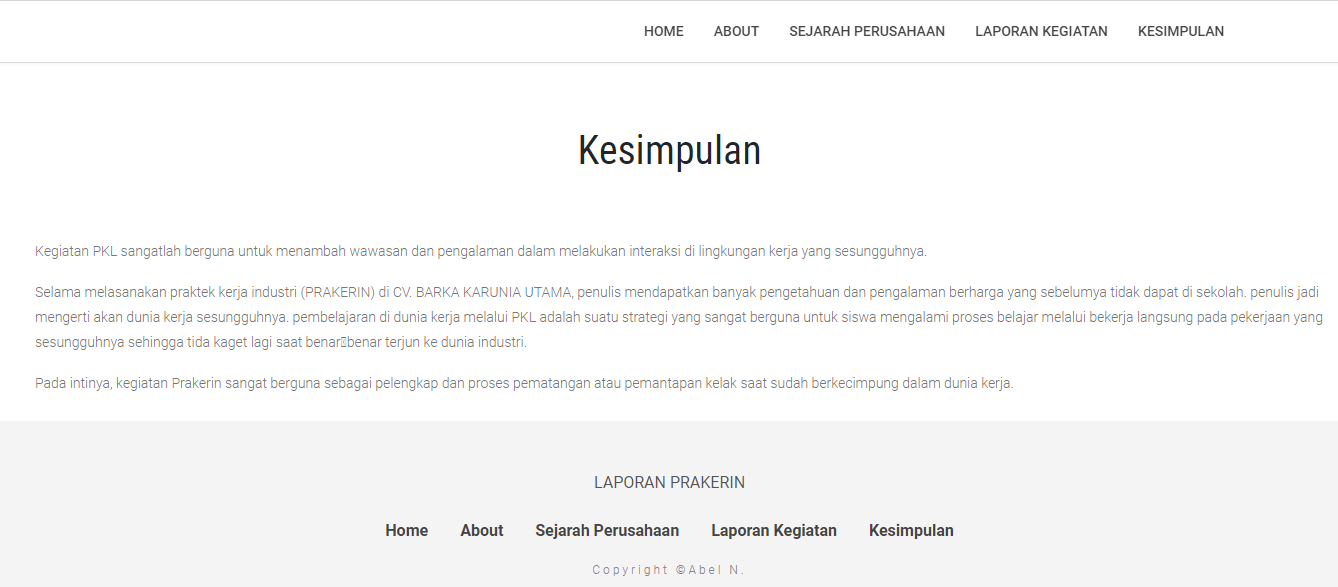 HOME ABOUT SEJARAH PERUSAHAAN LAPORAN KEGIATAN KESIMPULAN
Kesimpulan
Kegiatan PKL sangatlah berguna untuk menambah wawasan dan pengalaman dalam melakukan interaksi di lingkungan kerja yang sesungguhnya.
Selama melasanakan praktek kerja industri (PRAKERIN) di CV. BARKA KARUNIA UTAMA, penulis mendapatkan banyak pengetahuan dan pengalaman berharga yang sebelumya tidak dapat di sekolah. penulis jadi
mengerti akan dunia kerja sesungguhnya. pembelajaran di dunia kerja melalui PKL adalah suatu strategi yang sangat berguna untuk siswa mengalami proses belajar melalui bekerja langsung pada pekerjaan yang
sesungguhnya sehingga tida kaget lagi saat benar▯benar terjun ke dunia industri.
Pada intinya, kegiatan Prakerin sangat berguna sebagai pelengkap dan proses pematangan atau pemantapan kelak saat sudah berkecimpung dalam dunia kerja.
LAPORAN PRAKERIN
Home About Sejarah Perusahaan Laporan Kegiatan Kesimpulan
Copyright ©Abel N.